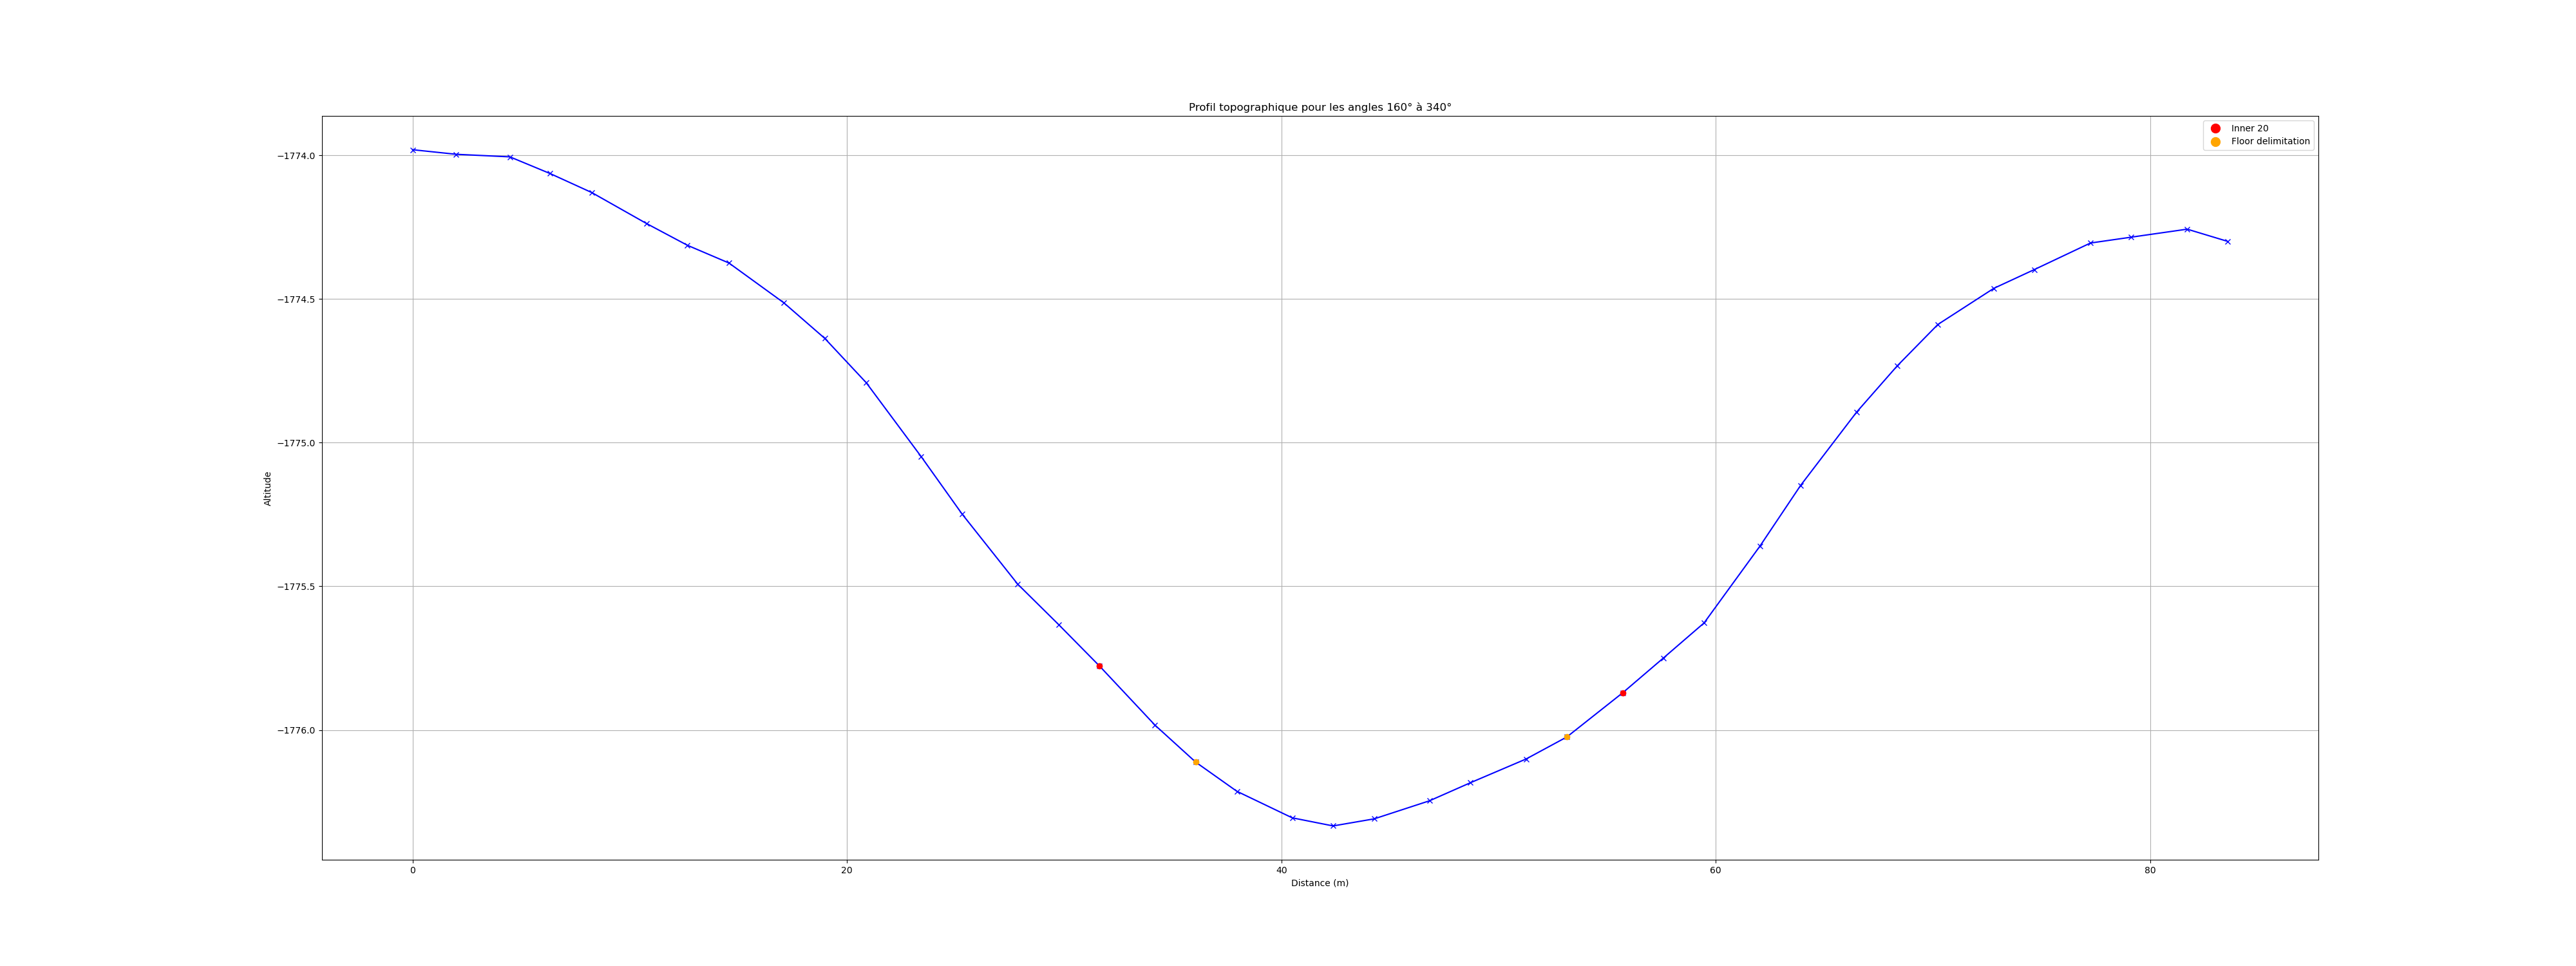 Profil topographique pour les angles 160° à 340°
Inner 20
Floor delimitation
−1774.0
−1774.5
−1775.0
−1775.5
−1776.0
Altitude
0
20
40
60
80
Distance (m)